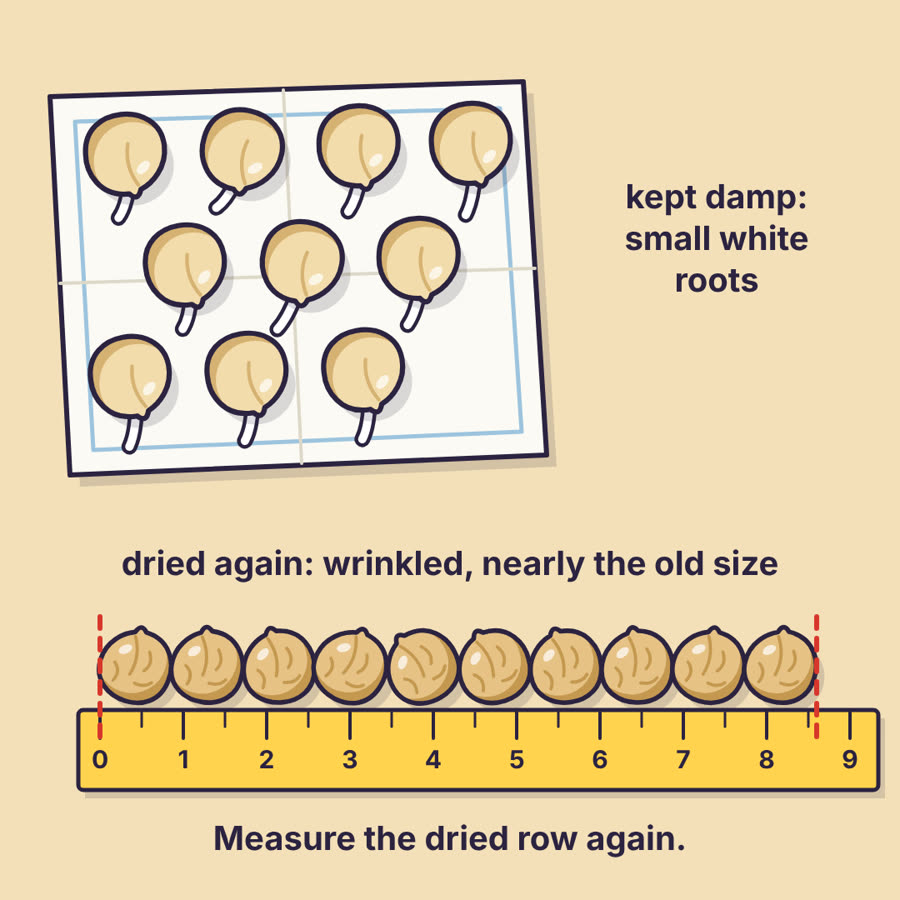 kept damp:
small white
roots
dried again: wrinkled, nearly the old size
0 1 2 3 4 5 6 7 8 9
Measure the dried row again.